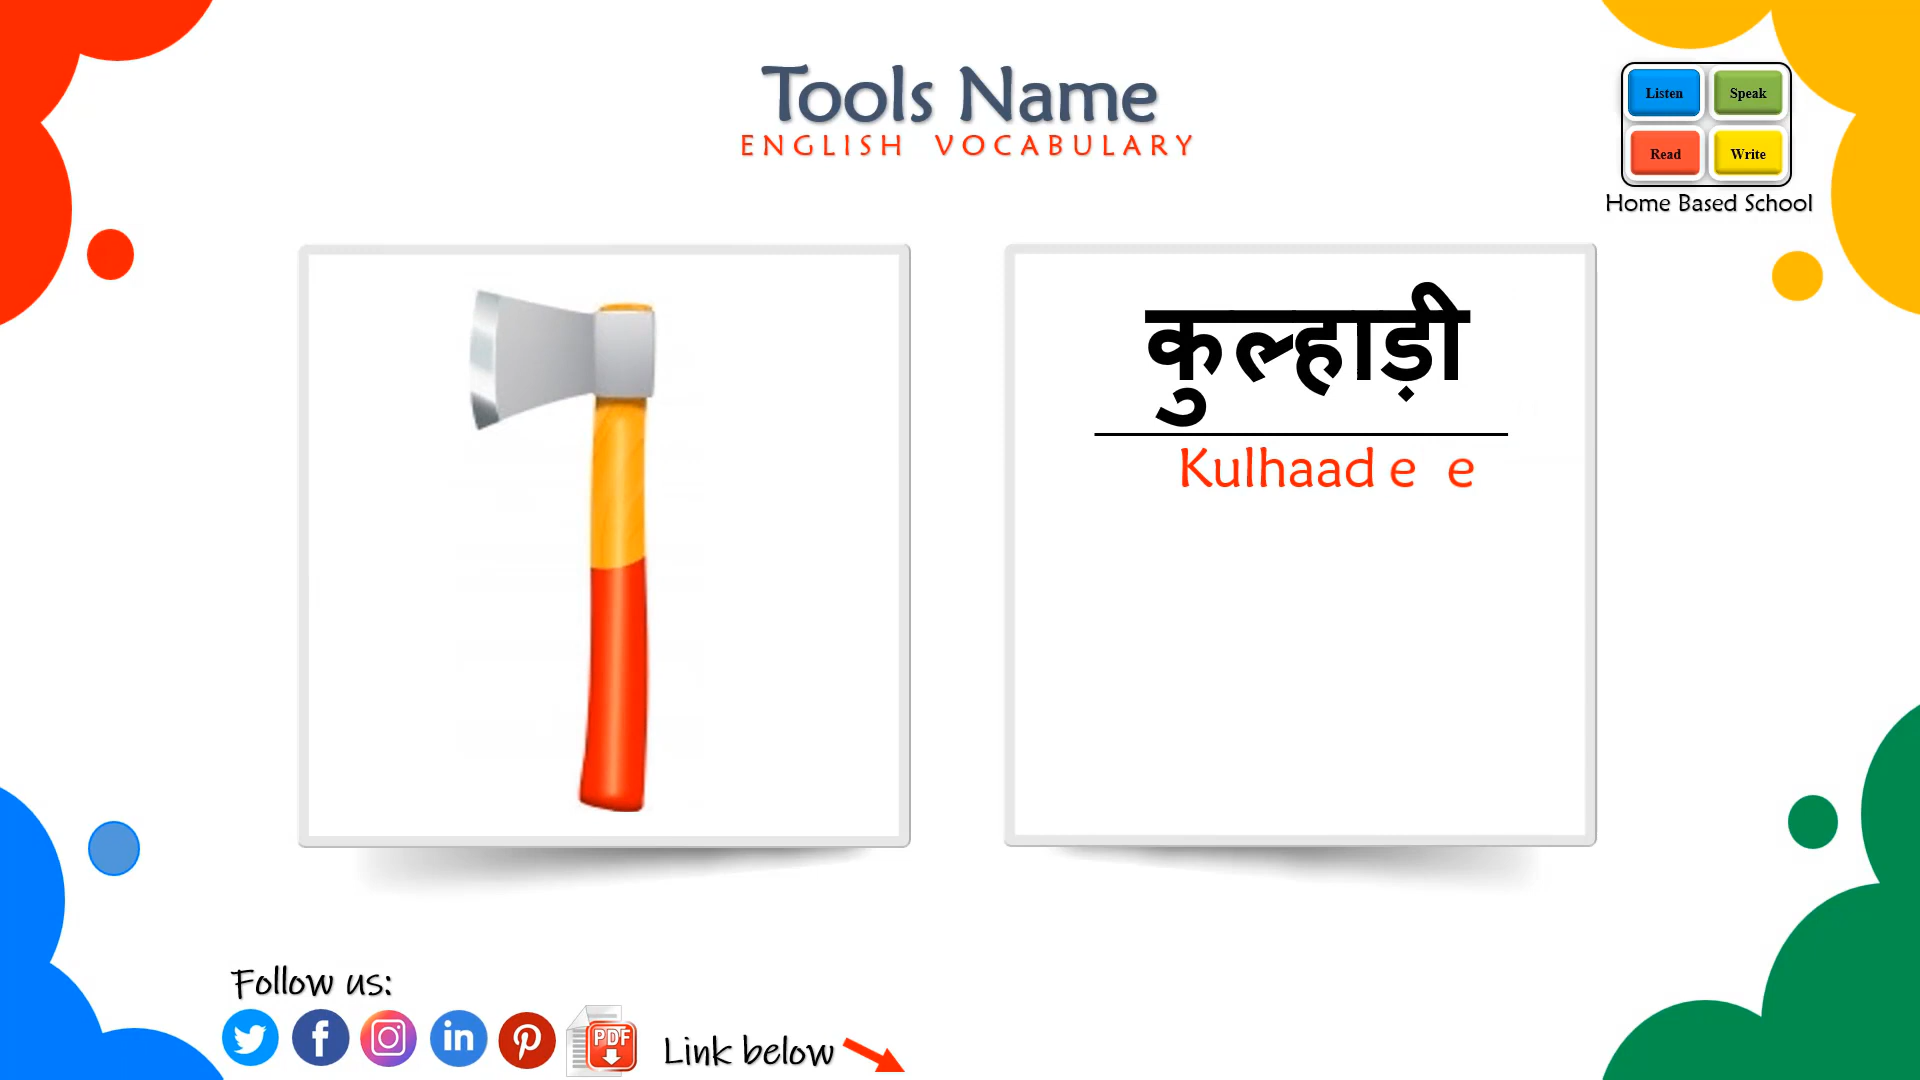 Tools Name
ENGLISH VOCABULARY
Listen Speak
Read Write
Home Based School
कुल्हाड़ी
Kulhaad e e
Follow us:
PDF
Link below